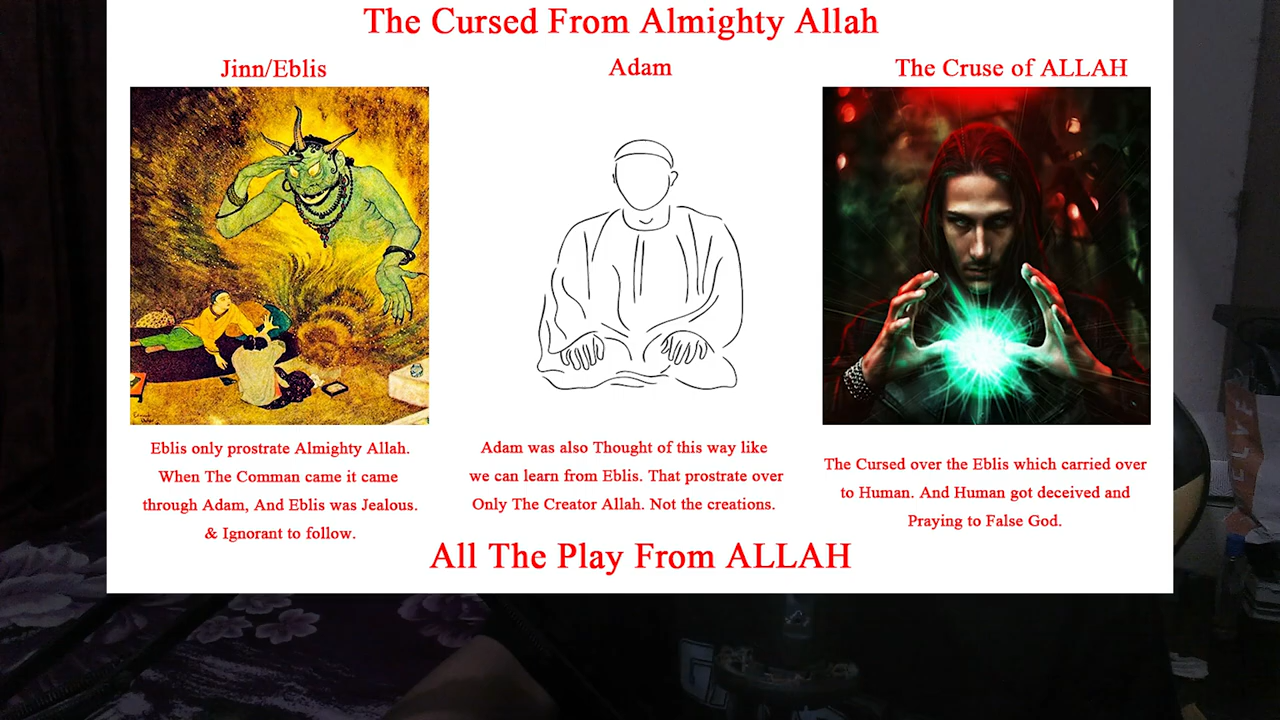 The Cursed From Almighty Allah
Jinn/Eblis
Adam
The Cruse of ALLAH
Eblis only prostrate Almighty Allah.
When The Comman came it came
through Adam, And Eblis was Jealous.
& Ignorant to follow.
Adam was also Thought of this way like
we can learn from Eblis. That prostrate over
Only The Creator Allah. Not the creations.
The Cursed over the Eblis which carried over
to Human. And Human got deceived and
Praying to False God.
All The Play From ALLAH